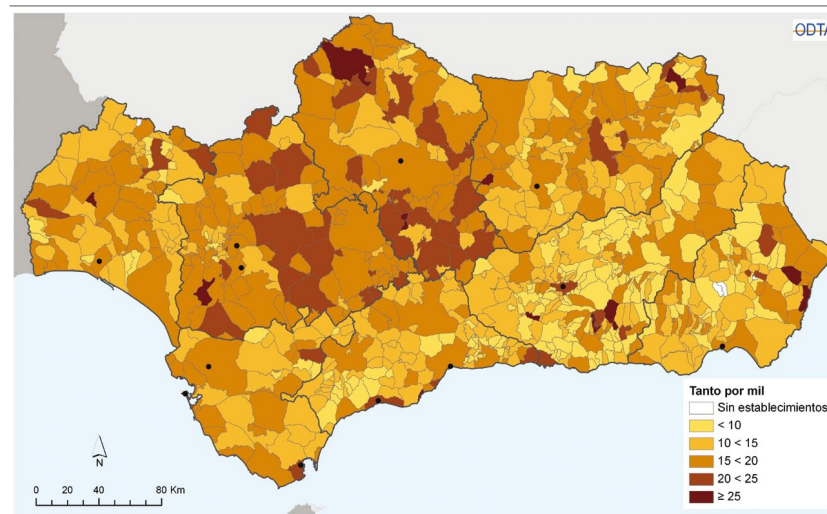 ODTA
Tanto por mil
Sin establecimientos
< 10
10 < 15
15 < 20
20 < 25
≥ 25
N
0 20 40 80 Km